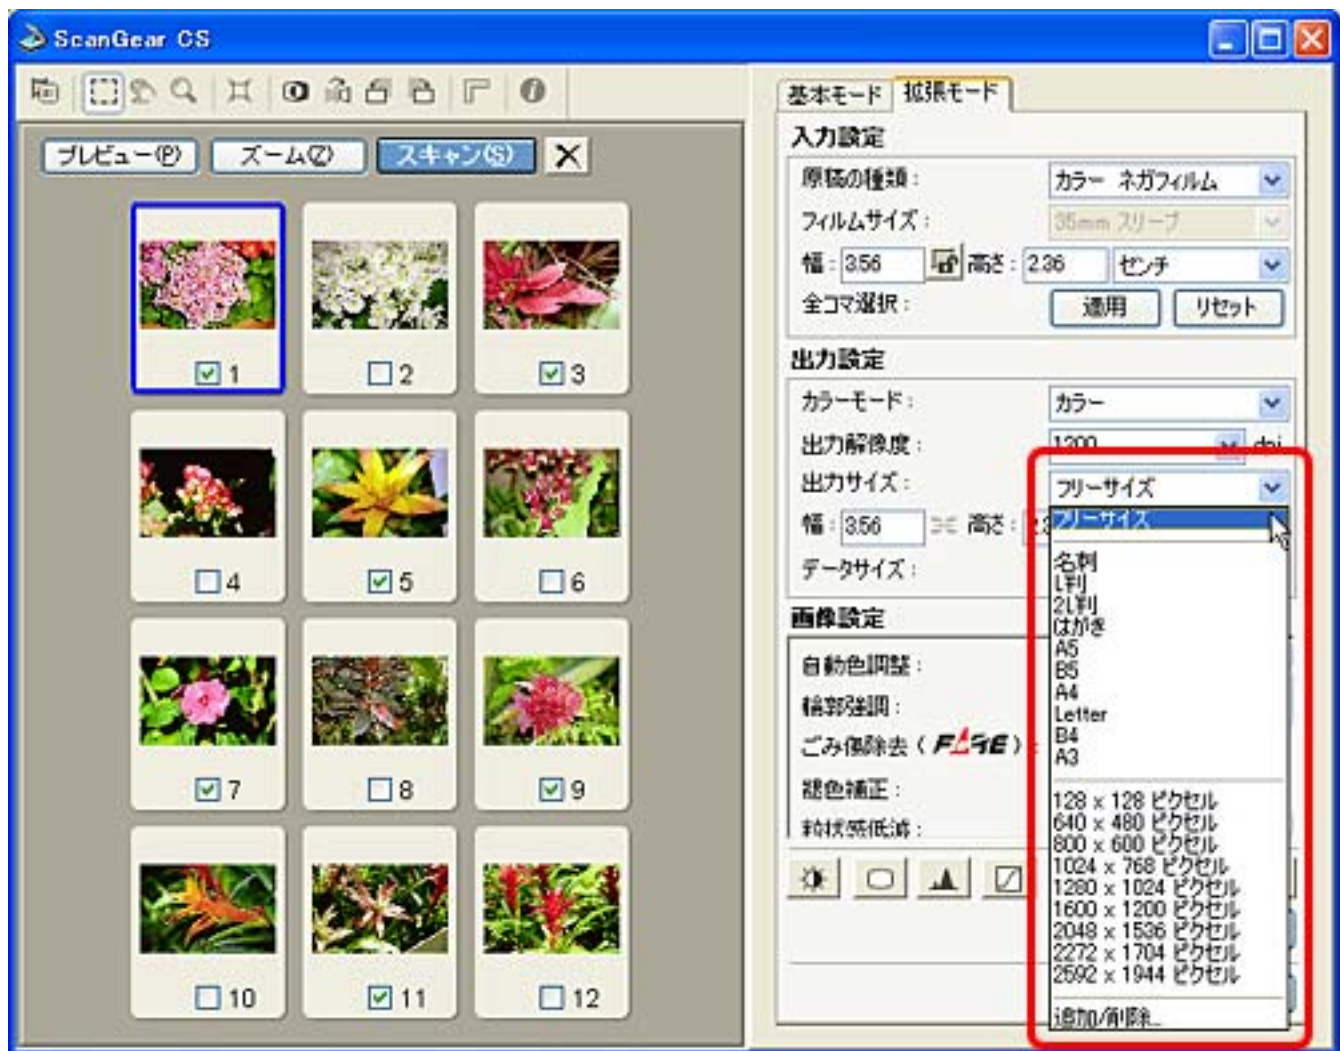 ScanGear CS
プレビュー(P) ズーム(Z) スキャン(S)
1 2 3
4 5 6
7 8 9
10 11 12
基本モード 拡張モード
入力設定
原稿の種類： カラー ネガフィルム
フィルムサイズ： 35mm スリーブ
幅：3.56 高さ：2.36 センチ
全コマ選択： 適用 リセット
出力設定
カラーモード： カラー
出力解像度： 1200 dpi
出力サイズ： フリーサイズ
幅：3.56 高さ：
データサイズ：
画像設定
自動色調整：
輪郭強調：
ごみ傷除去（FARE）：
褪色補正：
粒状感低減：
フリーサイズ
名刺
L判
2L判
はがき
A5
B5
A4
Letter
B4
A3
128 x 128 ピクセル
640 x 480 ピクセル
800 x 600 ピクセル
1024 x 768 ピクセル
1280 x 1024 ピクセル
1600 x 1200 ピクセル
2048 x 1536 ピクセル
2272 x 1704 ピクセル
2592 x 1944 ピクセル
追加/削除...